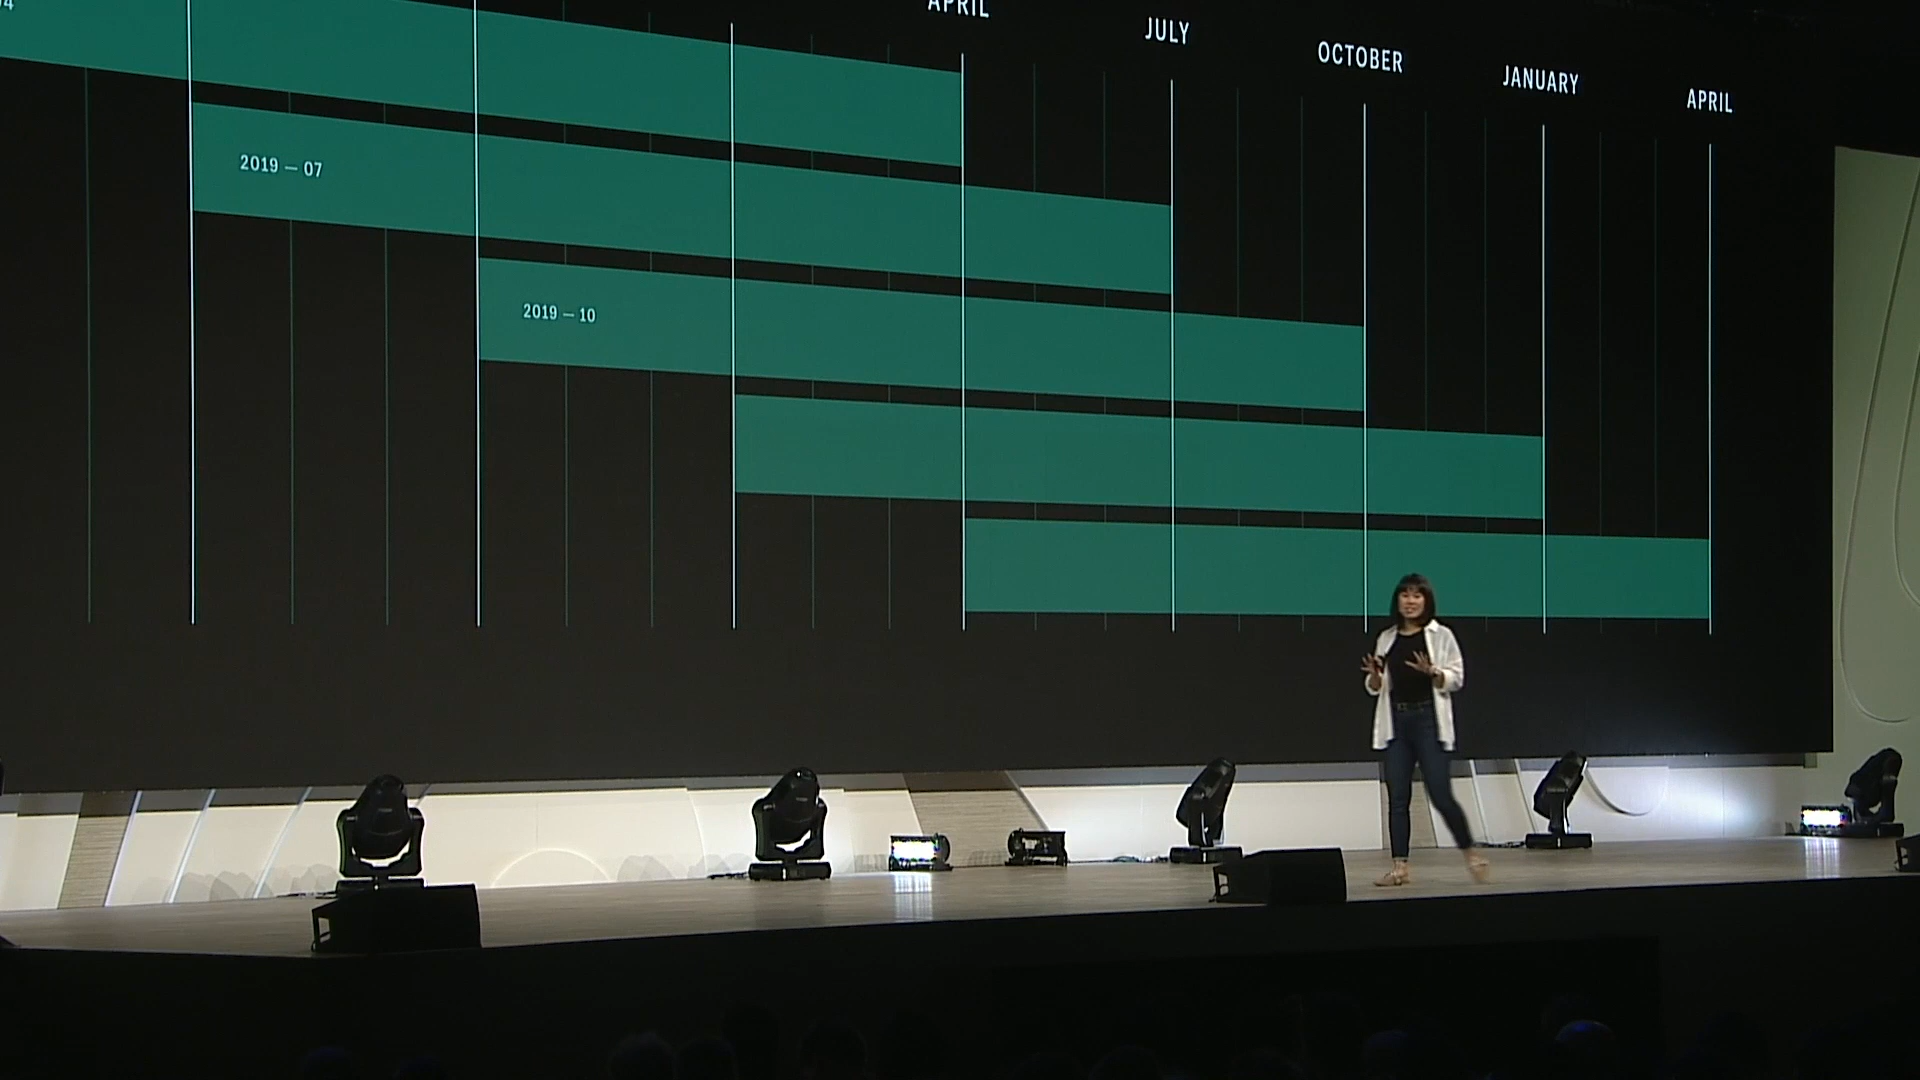 APRIL
JULY
OCTOBER
JANUARY
APRIL
2019 — 07
2019 — 10